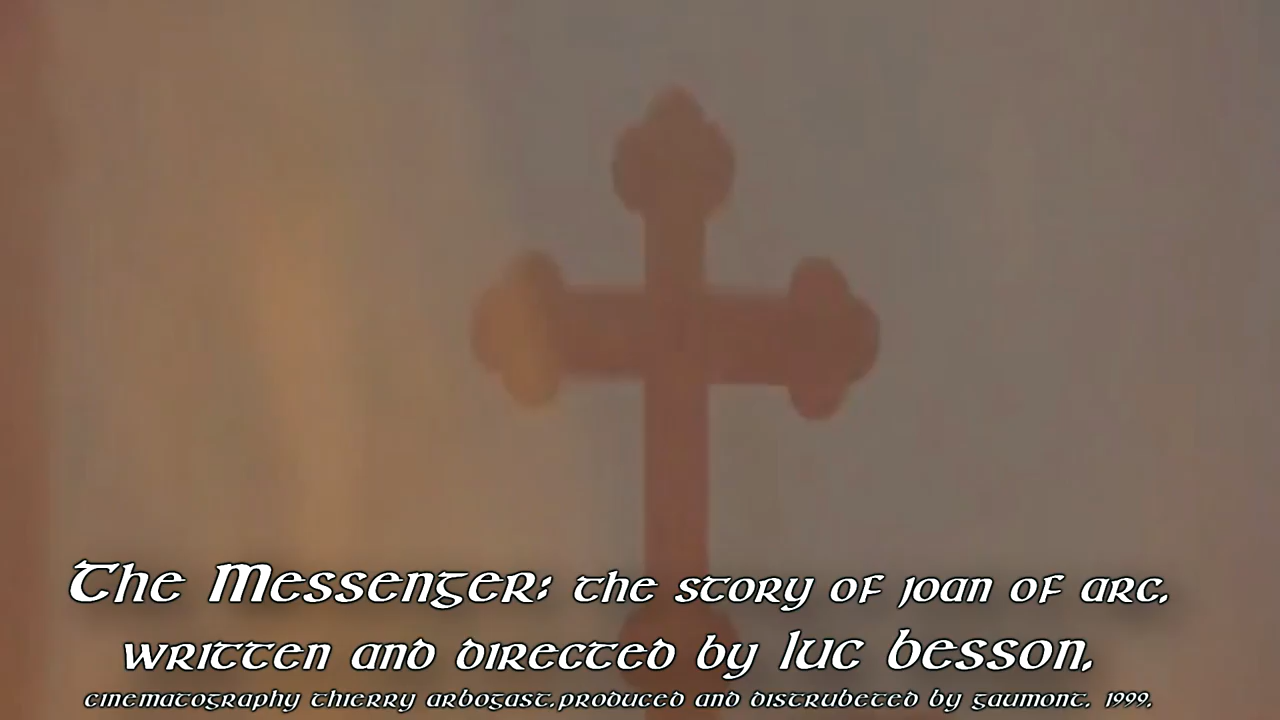 The Messenger: the story of joan of arc.
written and directed by luc besson.
cinematography thierry arbogast.produced and distrubeted by gaumont. 1999.